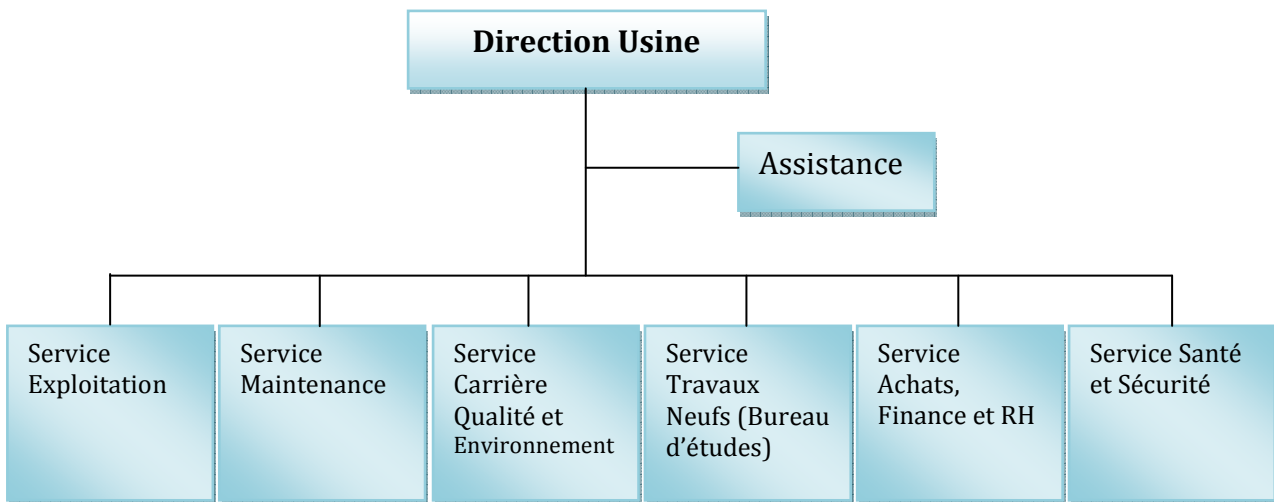 Direction Usine
Assistance
Service
Exploitation
Service
Maintenance
Service
Carrière
Qualité et
Environnement
Service
Travaux
Neufs (Bureau
d’études)
Service
Achats,
Finance et RH
Service Santé
et Sécurité